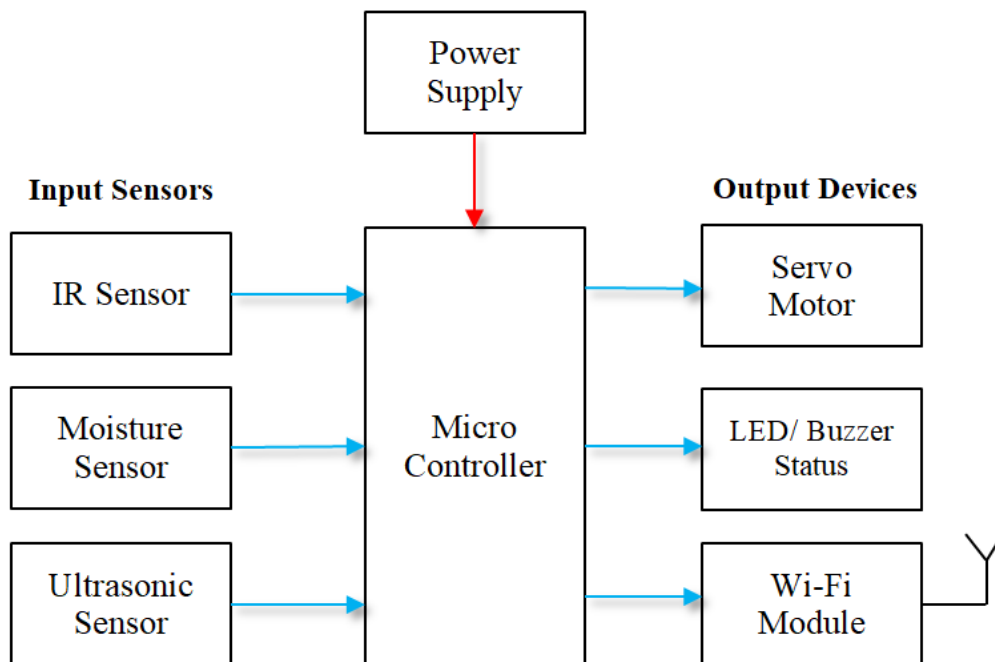 Power
Supply
Input Sensors
Output Devices
IR Sensor
Servo
Motor
Moisture
Sensor
Micro
Controller
LED/ Buzzer
Status
Ultrasonic
Sensor
Wi-Fi
Module